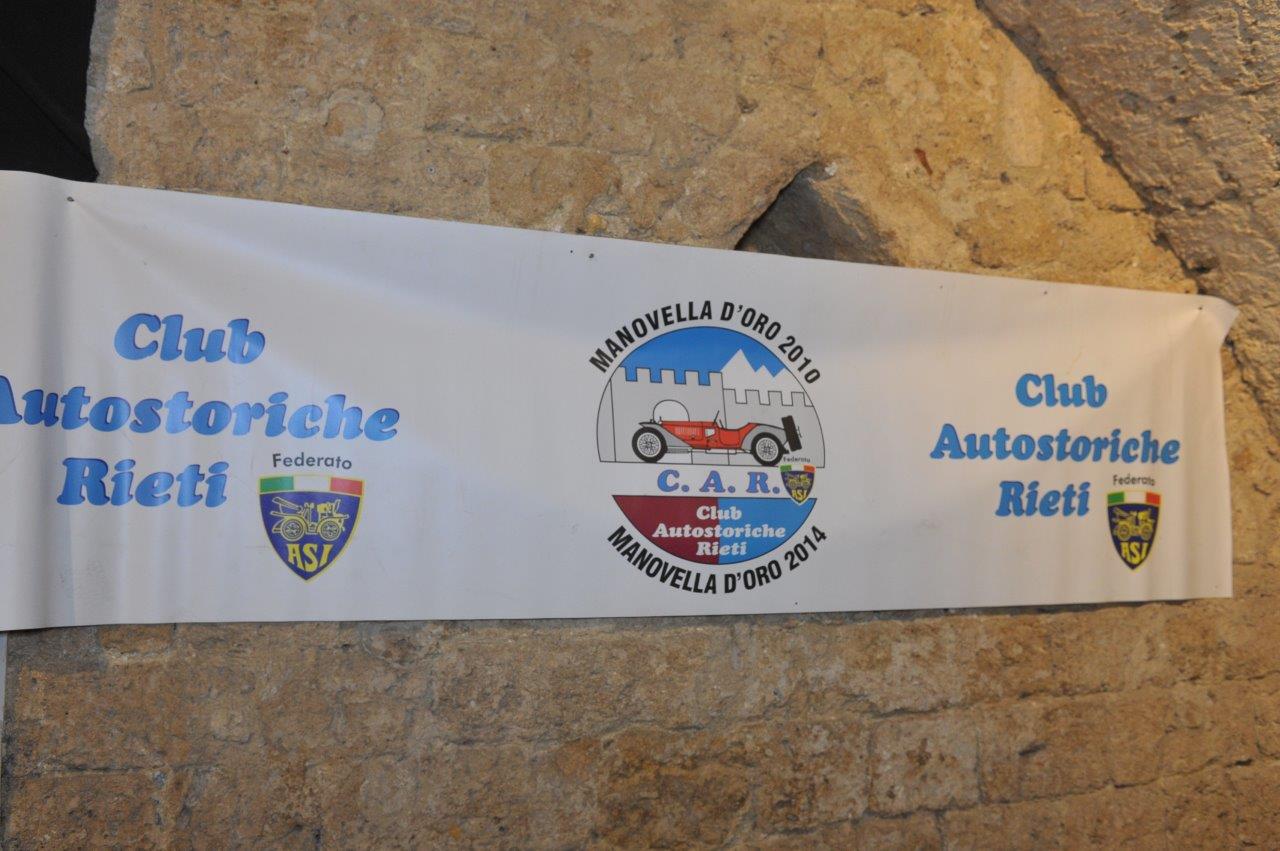 Club
Autostoriche
Rieti
Federato
ASI
MANOVELLA D'ORO 2010
Federato
C. A. R.
ASI
Club
Autostoriche
Rieti
MANOVELLA D'ORO 2014
Club
Autostoriche
Rieti
Federato
ASI